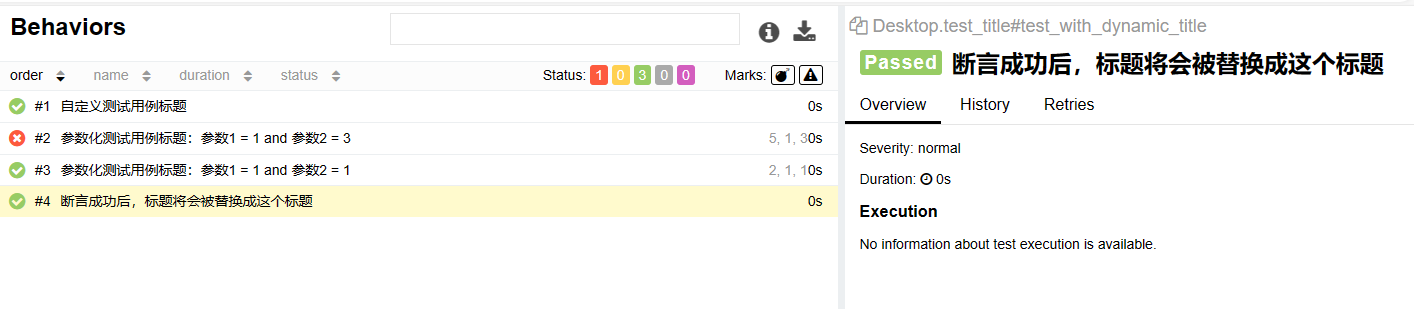 Behaviors
order name duration status Status: 1 0 3 0 0 Marks:
#1 自定义测试用例标题 0s
#2 参数化测试用例标题：参数1 = 1 and 参数2 = 3 5, 1, 30s
#3 参数化测试用例标题：参数1 = 1 and 参数2 = 1 2, 1, 10s
#4 断言成功后，标题将会被替换成这个标题 0s
Desktop.test_title#test_with_dynamic_title
Passed 断言成功后，标题将会被替换成这个标题
Overview History Retries
Severity: normal
Duration: 0s
Execution
No information about test execution is available.